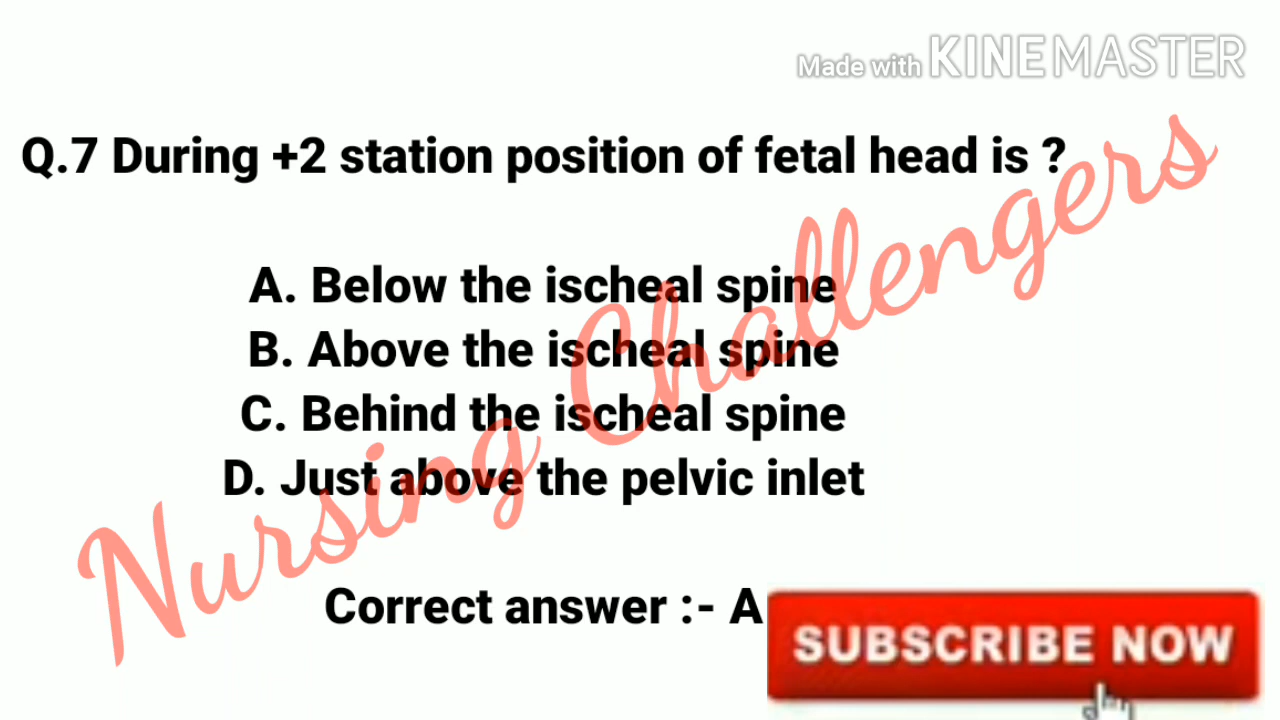 Made with KINEMASTER
Q.7 During +2 station position of fetal head is ?
A. Below the ischeal spine
B. Above the ischeal spine
C. Behind the ischeal spine
D. Just above the pelvic inlet
Nursing Challengers
Correct answer :- A
SUBSCRIBE NOW